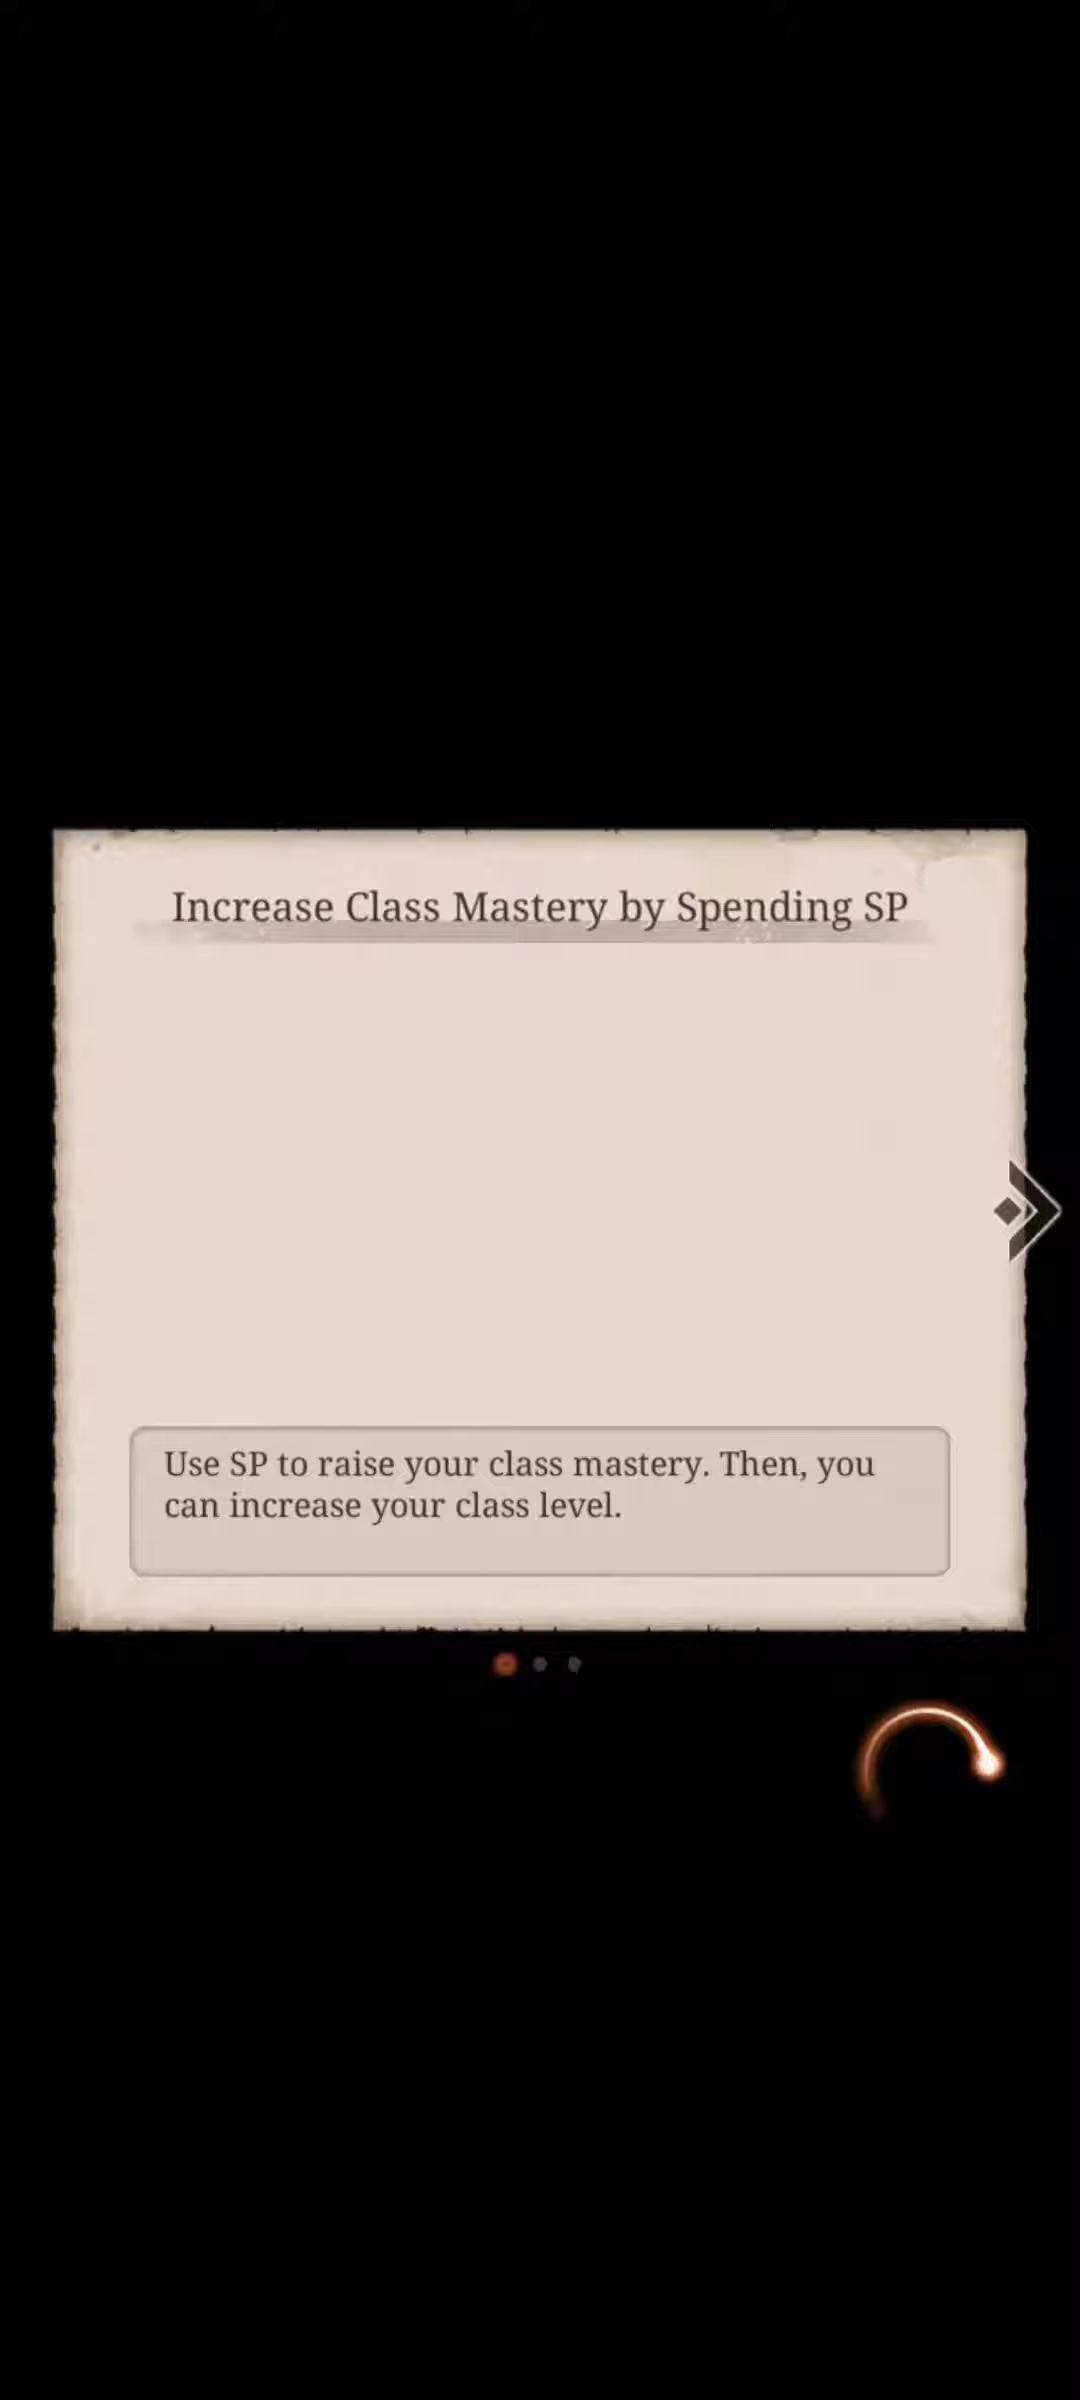 Increase Class Mastery by Spending SP
Use SP to raise your class mastery. Then, you
can increase your class level.